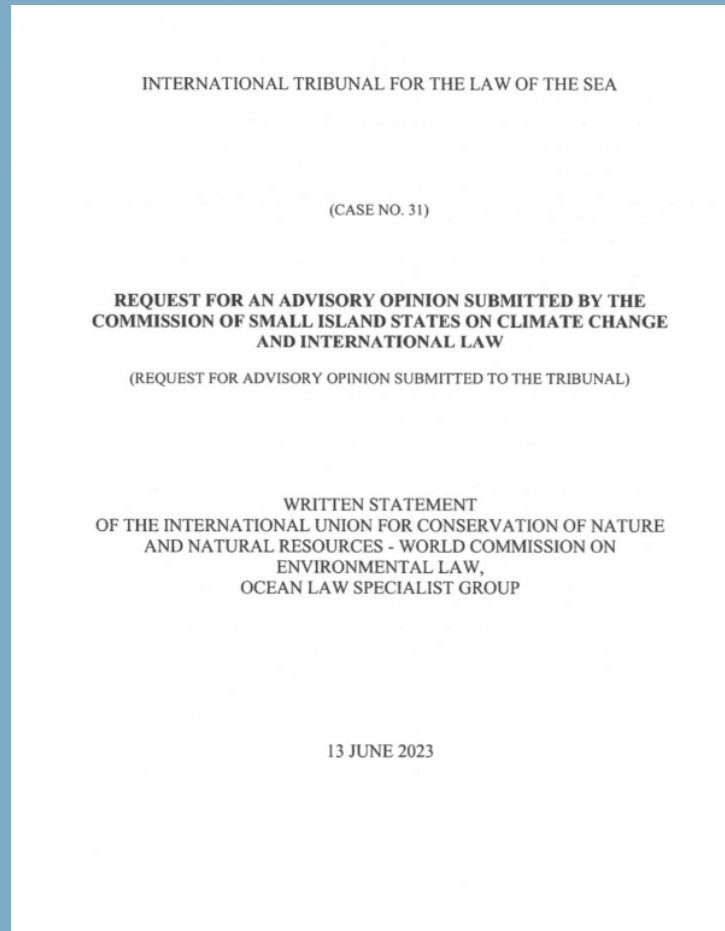 INTERNATIONAL TRIBUNAL FOR THE LAW OF THE SEA
(CASE NO. 31)
REQUEST FOR AN ADVISORY OPINION SUBMITTED BY THE
COMMISSION OF SMALL ISLAND STATES ON CLIMATE CHANGE
AND INTERNATIONAL LAW
(REQUEST FOR ADVISORY OPINION SUBMITTED TO THE TRIBUNAL)
WRITTEN STATEMENT
OF THE INTERNATIONAL UNION FOR CONSERVATION OF NATURE
AND NATURAL RESOURCES - WORLD COMMISSION ON
ENVIRONMENTAL LAW,
OCEAN LAW SPECIALIST GROUP
13 JUNE 2023